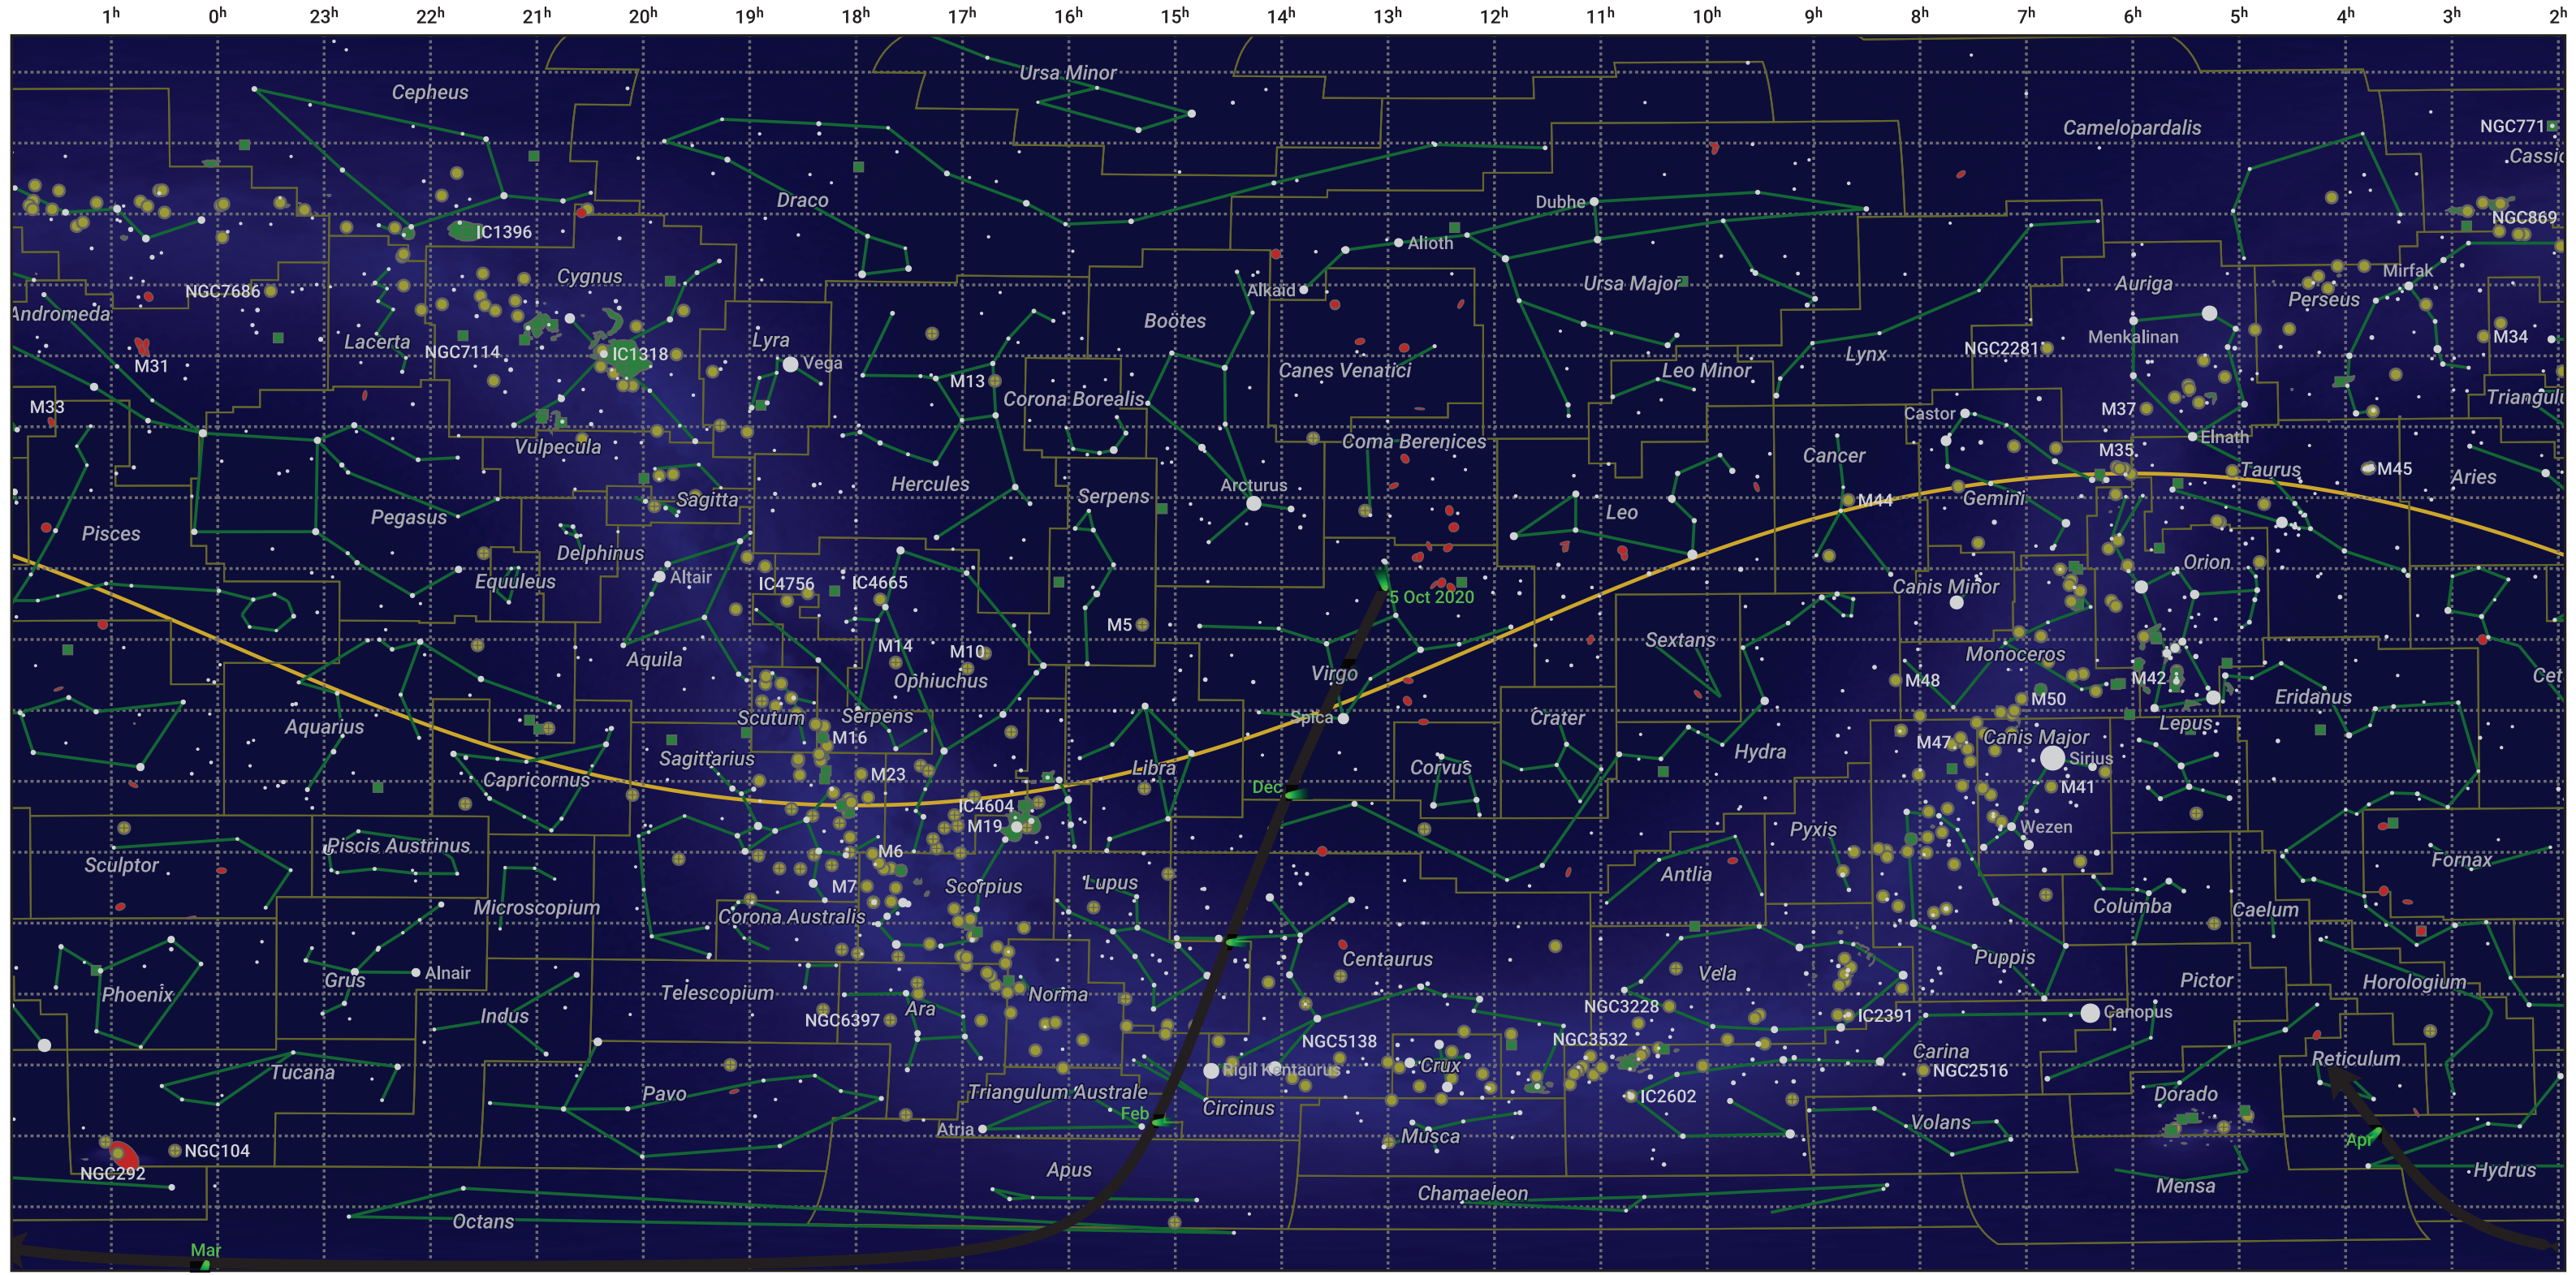 1h 0h 23h 22h 21h 20h 19h 18h 17h 16h 15h 14h 13h 12h 11h 10h 9h 8h 7h 6h 5h 4h 3h 2h
Ursa Minor
Cepheus
Camelopardalis
NGC771
Cassio
Draco
Dubhe
NGC869
IC1396
Alioth
Cygnus
Mirfak
NGC7686
Alkaid
Ursa Major
Auriga
Perseus
Andromeda
Boötes
Lacerta
Lyra
Menkalinan
M34
NGC7114
IC1318
NGC2281
Lynx
M31
Vega
Canes Venatici
Leo Minor
M13
Corona Borealis
Triangulu
M33
Castor
M37
Vulpecula
Coma Berenices
Elnath
M35
Cancer
Taurus
M45
Aries
Hercules
Arcturus
Serpens
Sagitta
M44
Gemini
Pegasus
Leo
Pisces
Delphinus
Orion
Altair
Equuleus
IC4756
IC4665
Canis Minor
5 Oct 2020
M5
Sextans
M14
M10
Aquila
Monoceros
Virgo
Ophiuchus
M48
M42
Cet
Eridanus
M50
Scutum
Serpens
Spica
Crater
Lepus
Aquarius
M16
Canis Major
M47
Sagittarius
Hydra
Sirius
Libra
Corvus
M23
Capricornus
Dec
M41
IC4604
M19
Wezen
Pyxis
Piscis Austrinus
M6
Sculptor
Fornax
Antlia
M7
Scorpius
Lupus
Microscopium
Columba
Caelum
Corona Australis
Centaurus
Puppis
Alnair
Grus
Vela
Pictor
Horologium
Phoenix
Telescopium
Norma
NGC3228
Ara
Canopus
Indus
NGC6397
IC2391
NGC5138
NGC3532
Carina
Reticulum
Tucana
Rigil Kentaurus
Crux
NGC2516
Pavo
Triangulum Australe
IC2602
Dorado
Circinus
Feb
Volans
Atria
Musca
Apr
NGC104
NGC292
Apus
Hydrus
Chamaeleon
Mensa
Octans
Mar